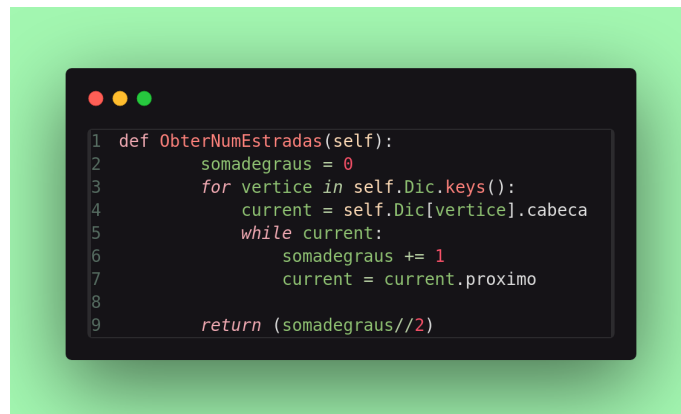 1 def ObterNumEstradas(self):
2         somadegraus = 0
3         for vertice in self.Dic.keys():
4             current = self.Dic[vertice].cabeca
5             while current:
6                 somadegraus += 1
7                 current = current.proximo
8
9         return (somadegraus//2)